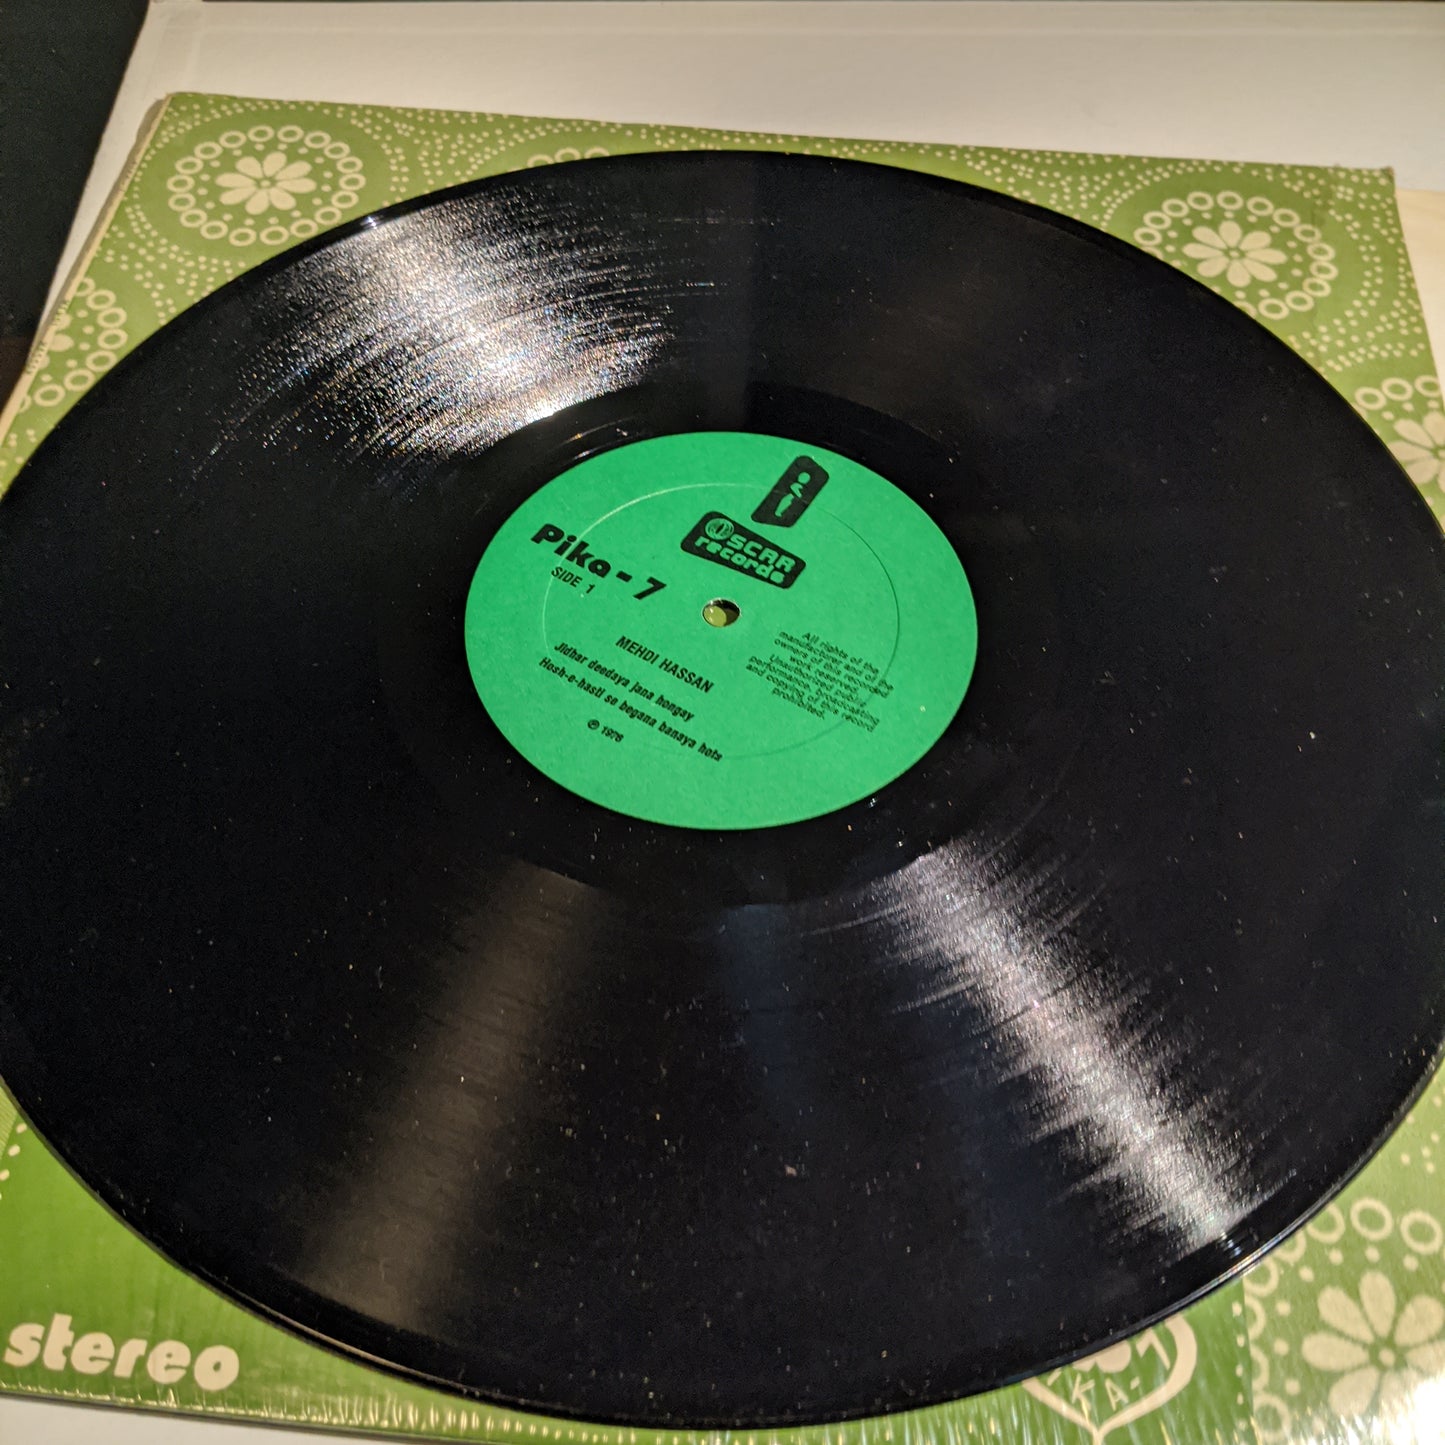 OSCAR
records
Pika - 7
SIDE 1
MEHDI HASSAN
Jidhar deedaya jana hongay
Hosh-e-hasti se begana banaya hota
℗ 1976
All rights of the
manufacturer and of the
owners of this recorded
work reserved.
Unauthorized public
performance, broadcasting
and copying of this record
prohibited.
stereo